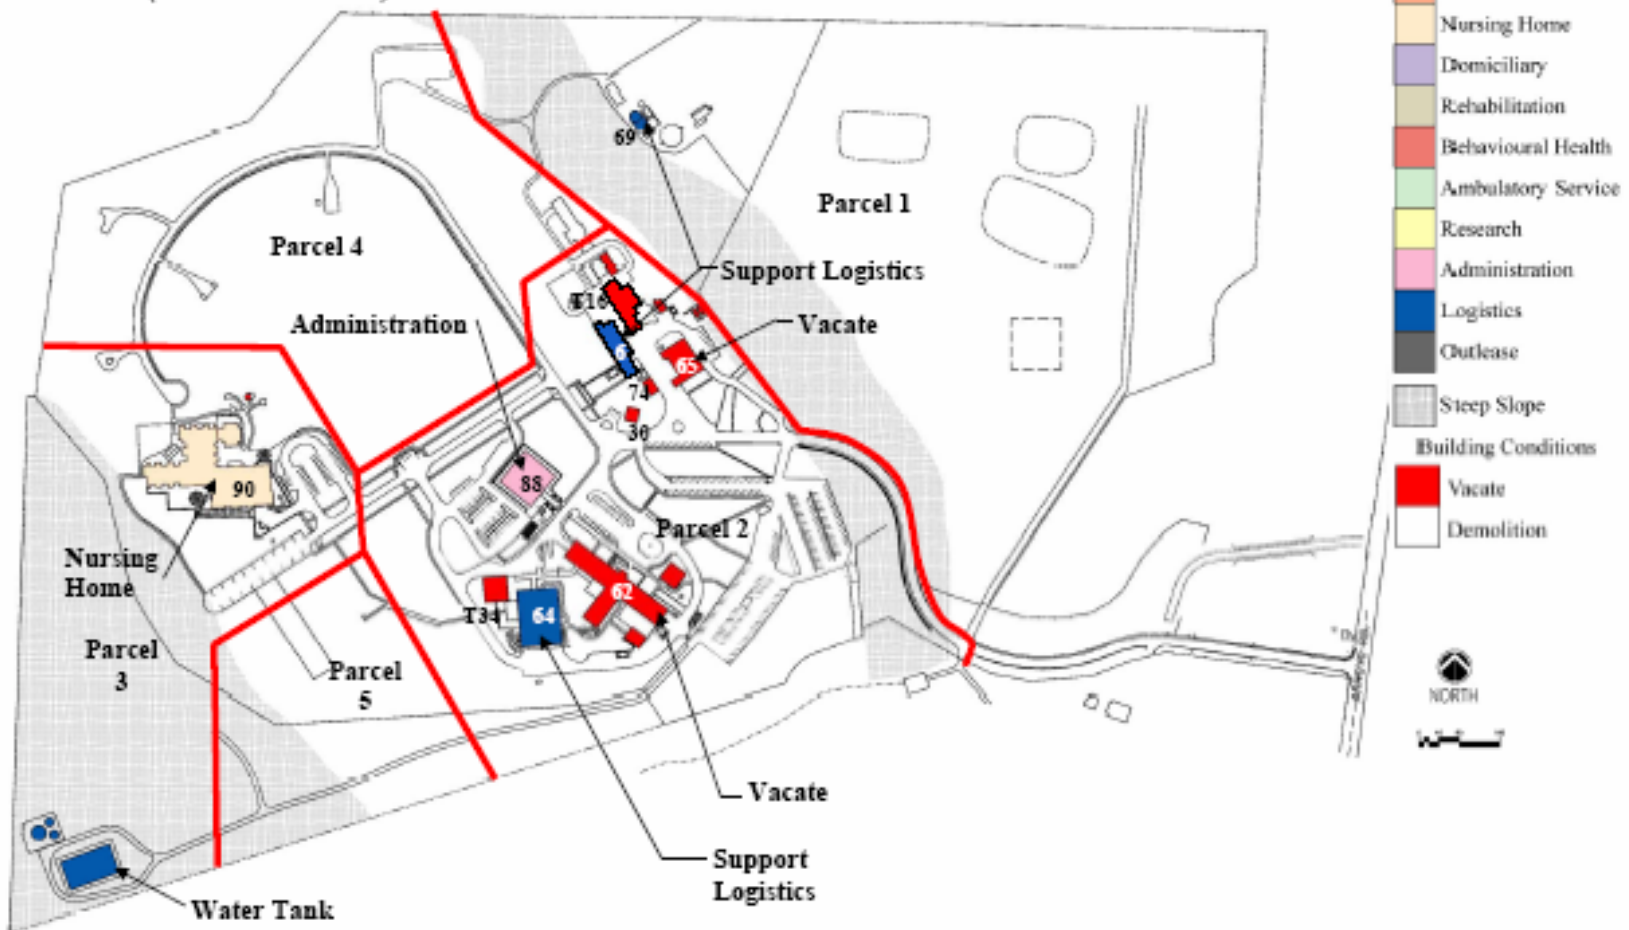 Nursing Home
Domiciliary
Rehabilitation
Behavioural Health
Ambulatory Service
Research
Administration
Logistics
Outlease
Steep Slope
Building Conditions
Vacate
Demolition
NORTH
69
Parcel 1
Parcel 4
Support Logistics
Administration
Vacate
6
65
74
36
88
90
Parcel 2
Nursing
Home
62
T34
64
Parcel
3
Parcel
5
Vacate
Support
Logistics
Water Tank